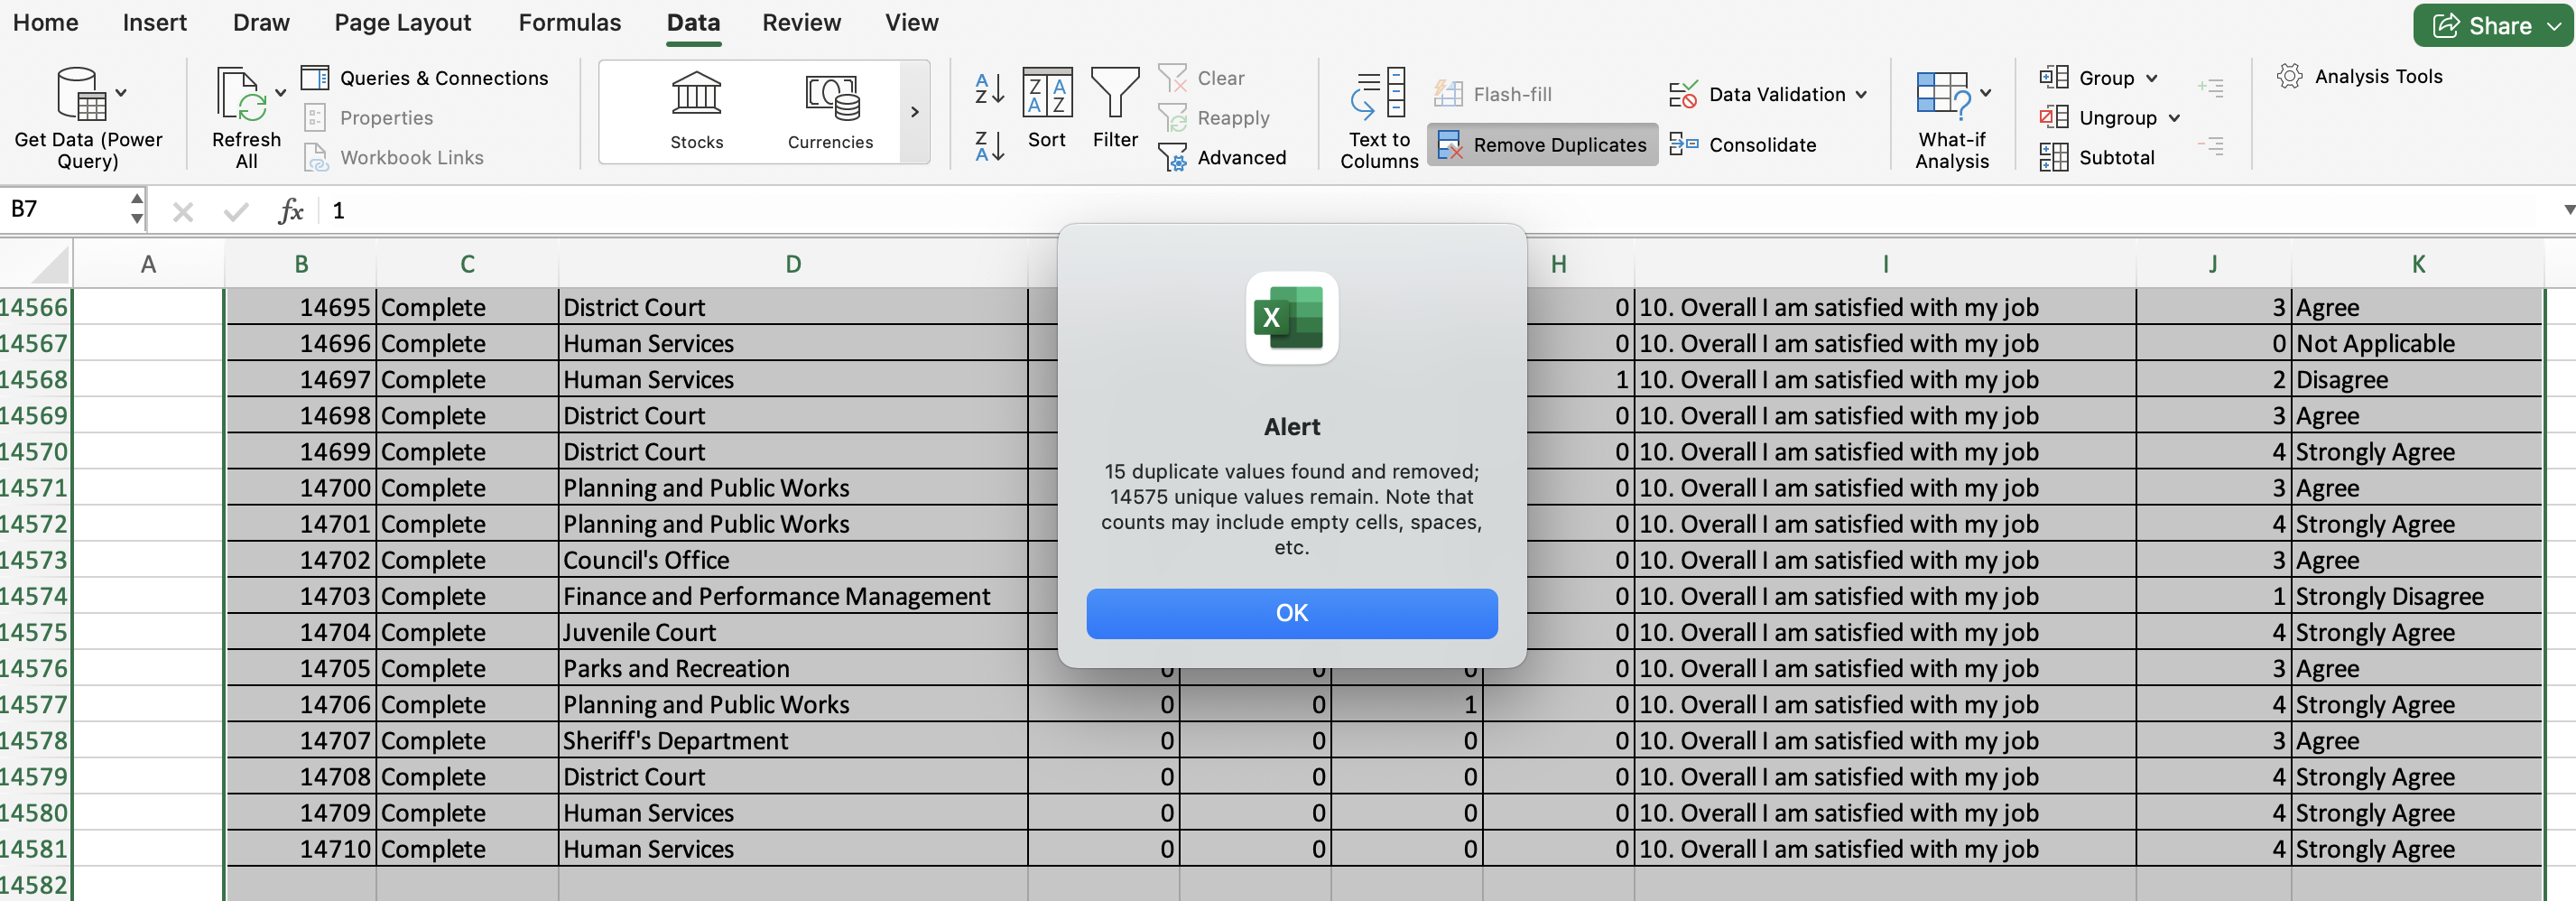 Home Insert Draw Page Layout Formulas Data Review View Share
Get Data (Power Query)
Refresh All
Queries & Connections
Properties
Workbook Links
Stocks
Currencies
A Z
Z A
Z A A Z
Sort
Filter
Clear
Reapply
Advanced
Text to Columns
Flash-fill
Remove Duplicates
Data Validation
Consolidate
What-if Analysis
Group
Ungroup
Subtotal
Analysis Tools
B7 fx 1
A B C D H I J K
14566 14695 Complete District Court 0 10. Overall I am satisfied with my job 3 Agree
14567 14696 Complete Human Services 0 10. Overall I am satisfied with my job 0 Not Applicable
14568 14697 Complete Human Services 1 10. Overall I am satisfied with my job 2 Disagree
14569 14698 Complete District Court 0 10. Overall I am satisfied with my job 3 Agree
14570 14699 Complete District Court 0 10. Overall I am satisfied with my job 4 Strongly Agree
14571 14700 Complete Planning and Public Works 0 10. Overall I am satisfied with my job 3 Agree
14572 14701 Complete Planning and Public Works 0 10. Overall I am satisfied with my job 4 Strongly Agree
14573 14702 Complete Council's Office 0 10. Overall I am satisfied with my job 3 Agree
14574 14703 Complete Finance and Performance Management 0 10. Overall I am satisfied with my job 1 Strongly Disagree
14575 14704 Complete Juvenile Court 0 10. Overall I am satisfied with my job 4 Strongly Agree
14576 14705 Complete Parks and Recreation 0 10. Overall I am satisfied with my job 3 Agree
14577 14706 Complete Planning and Public Works 0 0 1 0 10. Overall I am satisfied with my job 4 Strongly Agree
14578 14707 Complete Sheriff's Department 0 0 0 0 10. Overall I am satisfied with my job 3 Agree
14579 14708 Complete District Court 0 0 0 0 10. Overall I am satisfied with my job 4 Strongly Agree
14580 14709 Complete Human Services 0 0 0 0 10. Overall I am satisfied with my job 4 Strongly Agree
14581 14710 Complete Human Services 0 0 0 0 10. Overall I am satisfied with my job 4 Strongly Agree
14582
X
Alert
15 duplicate values found and removed;
14575 unique values remain. Note that
counts may include empty cells, spaces,
etc.
OK